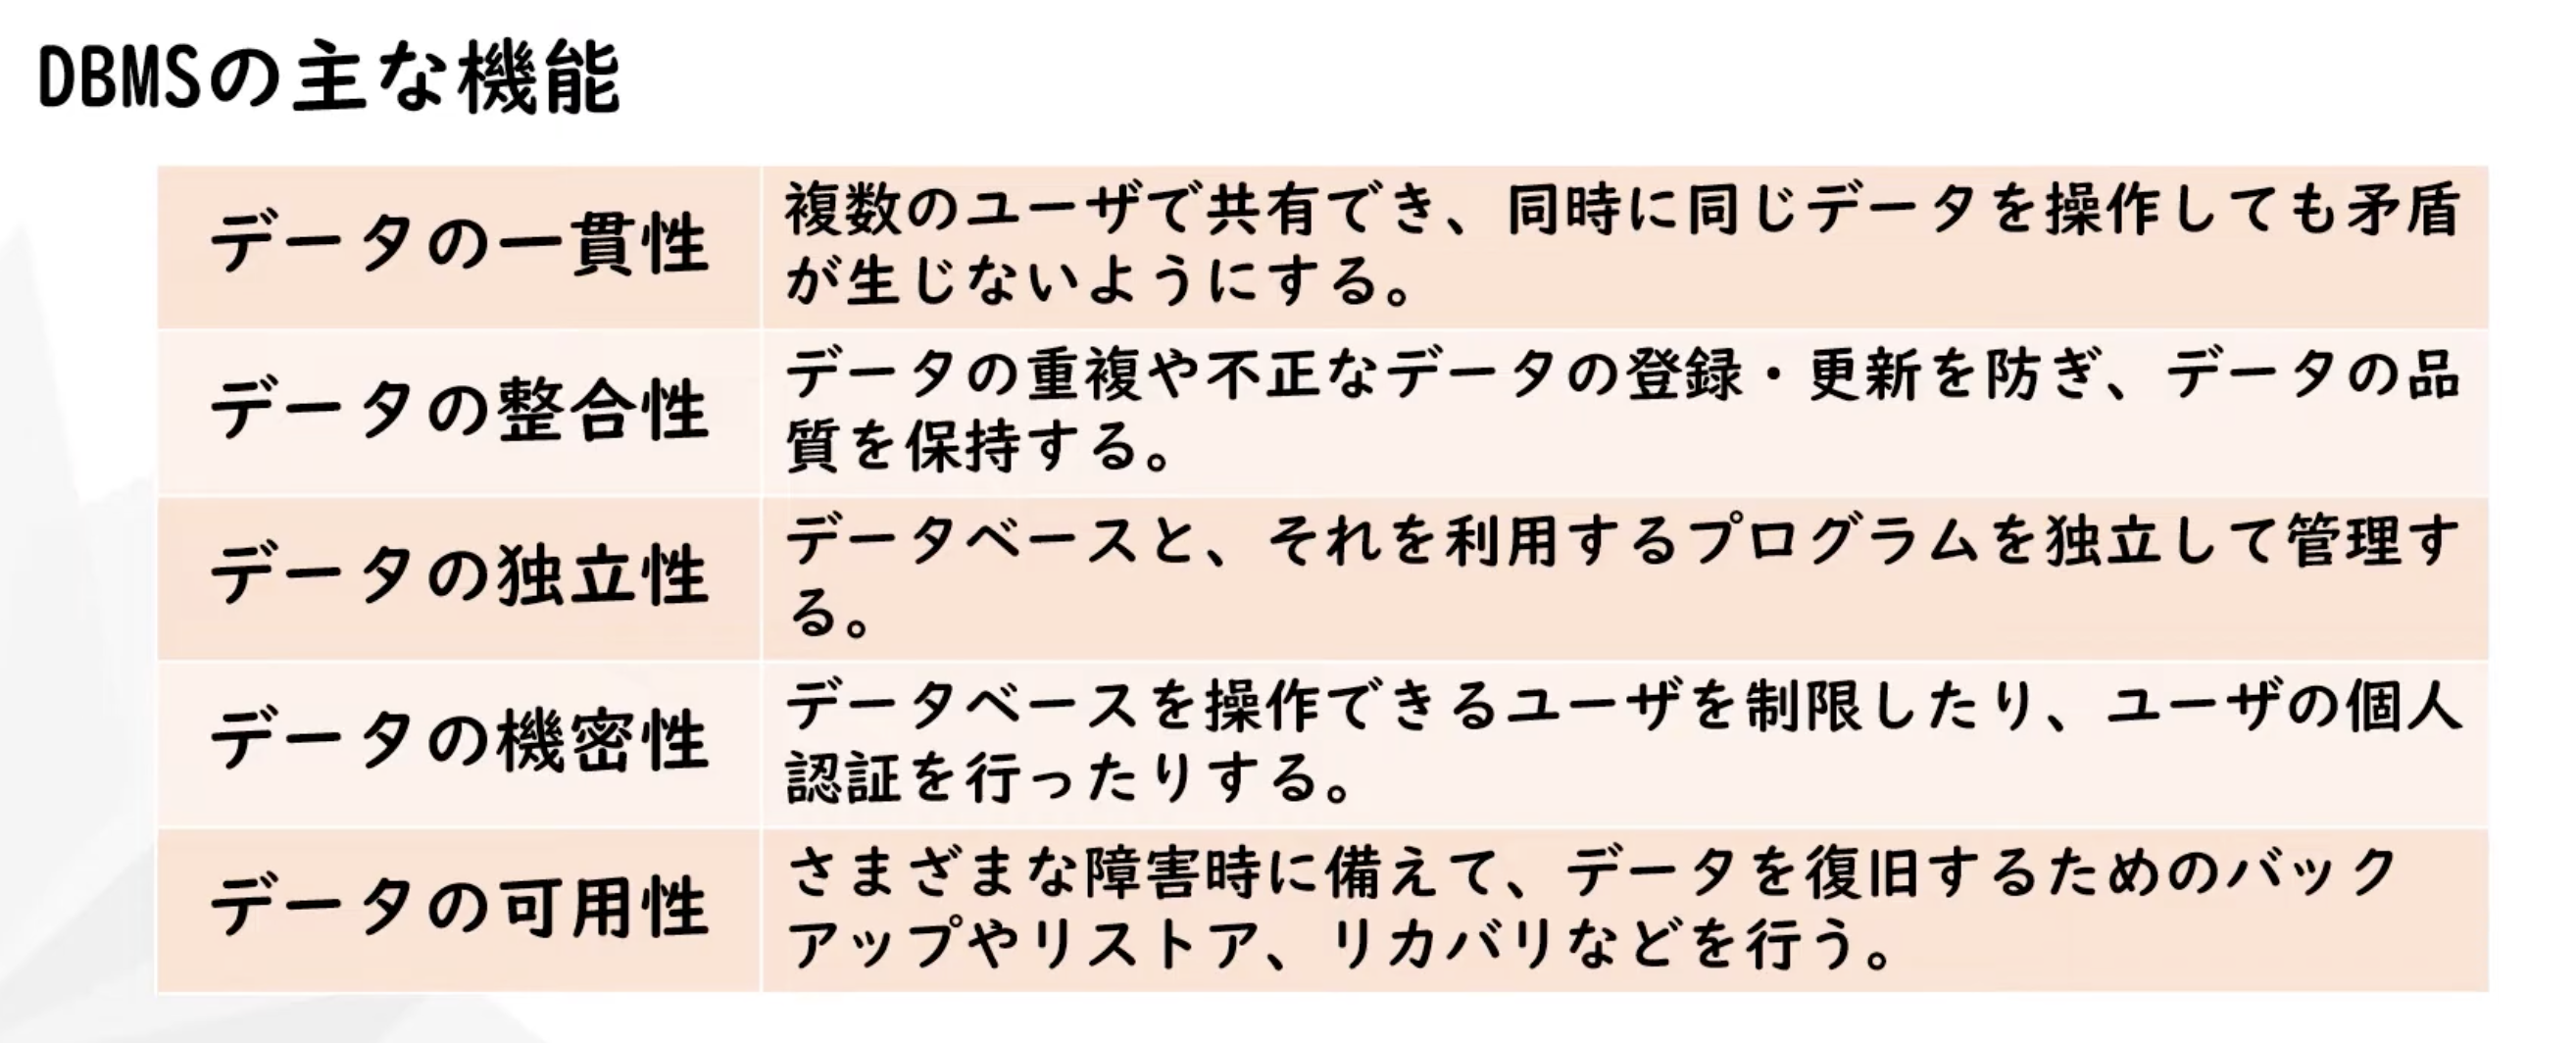 DBMSの主な機能
データの一貫性
複数のユーザで共有でき、同時に同じデータを操作しても矛盾
が生じないようにする。
データの整合性
データの重複や不正なデータの登録・更新を防ぎ、データの品
質を保持する。
データの独立性
データベースと、それを利用するプログラムを独立して管理す
る。
データの機密性
データベースを操作できるユーザを制限したり、ユーザの個人
認証を行ったりする。
データの可用性
さまざまな障害時に備えて、データを復旧するためのバック
アップやリストア、リカバリなどを行う。